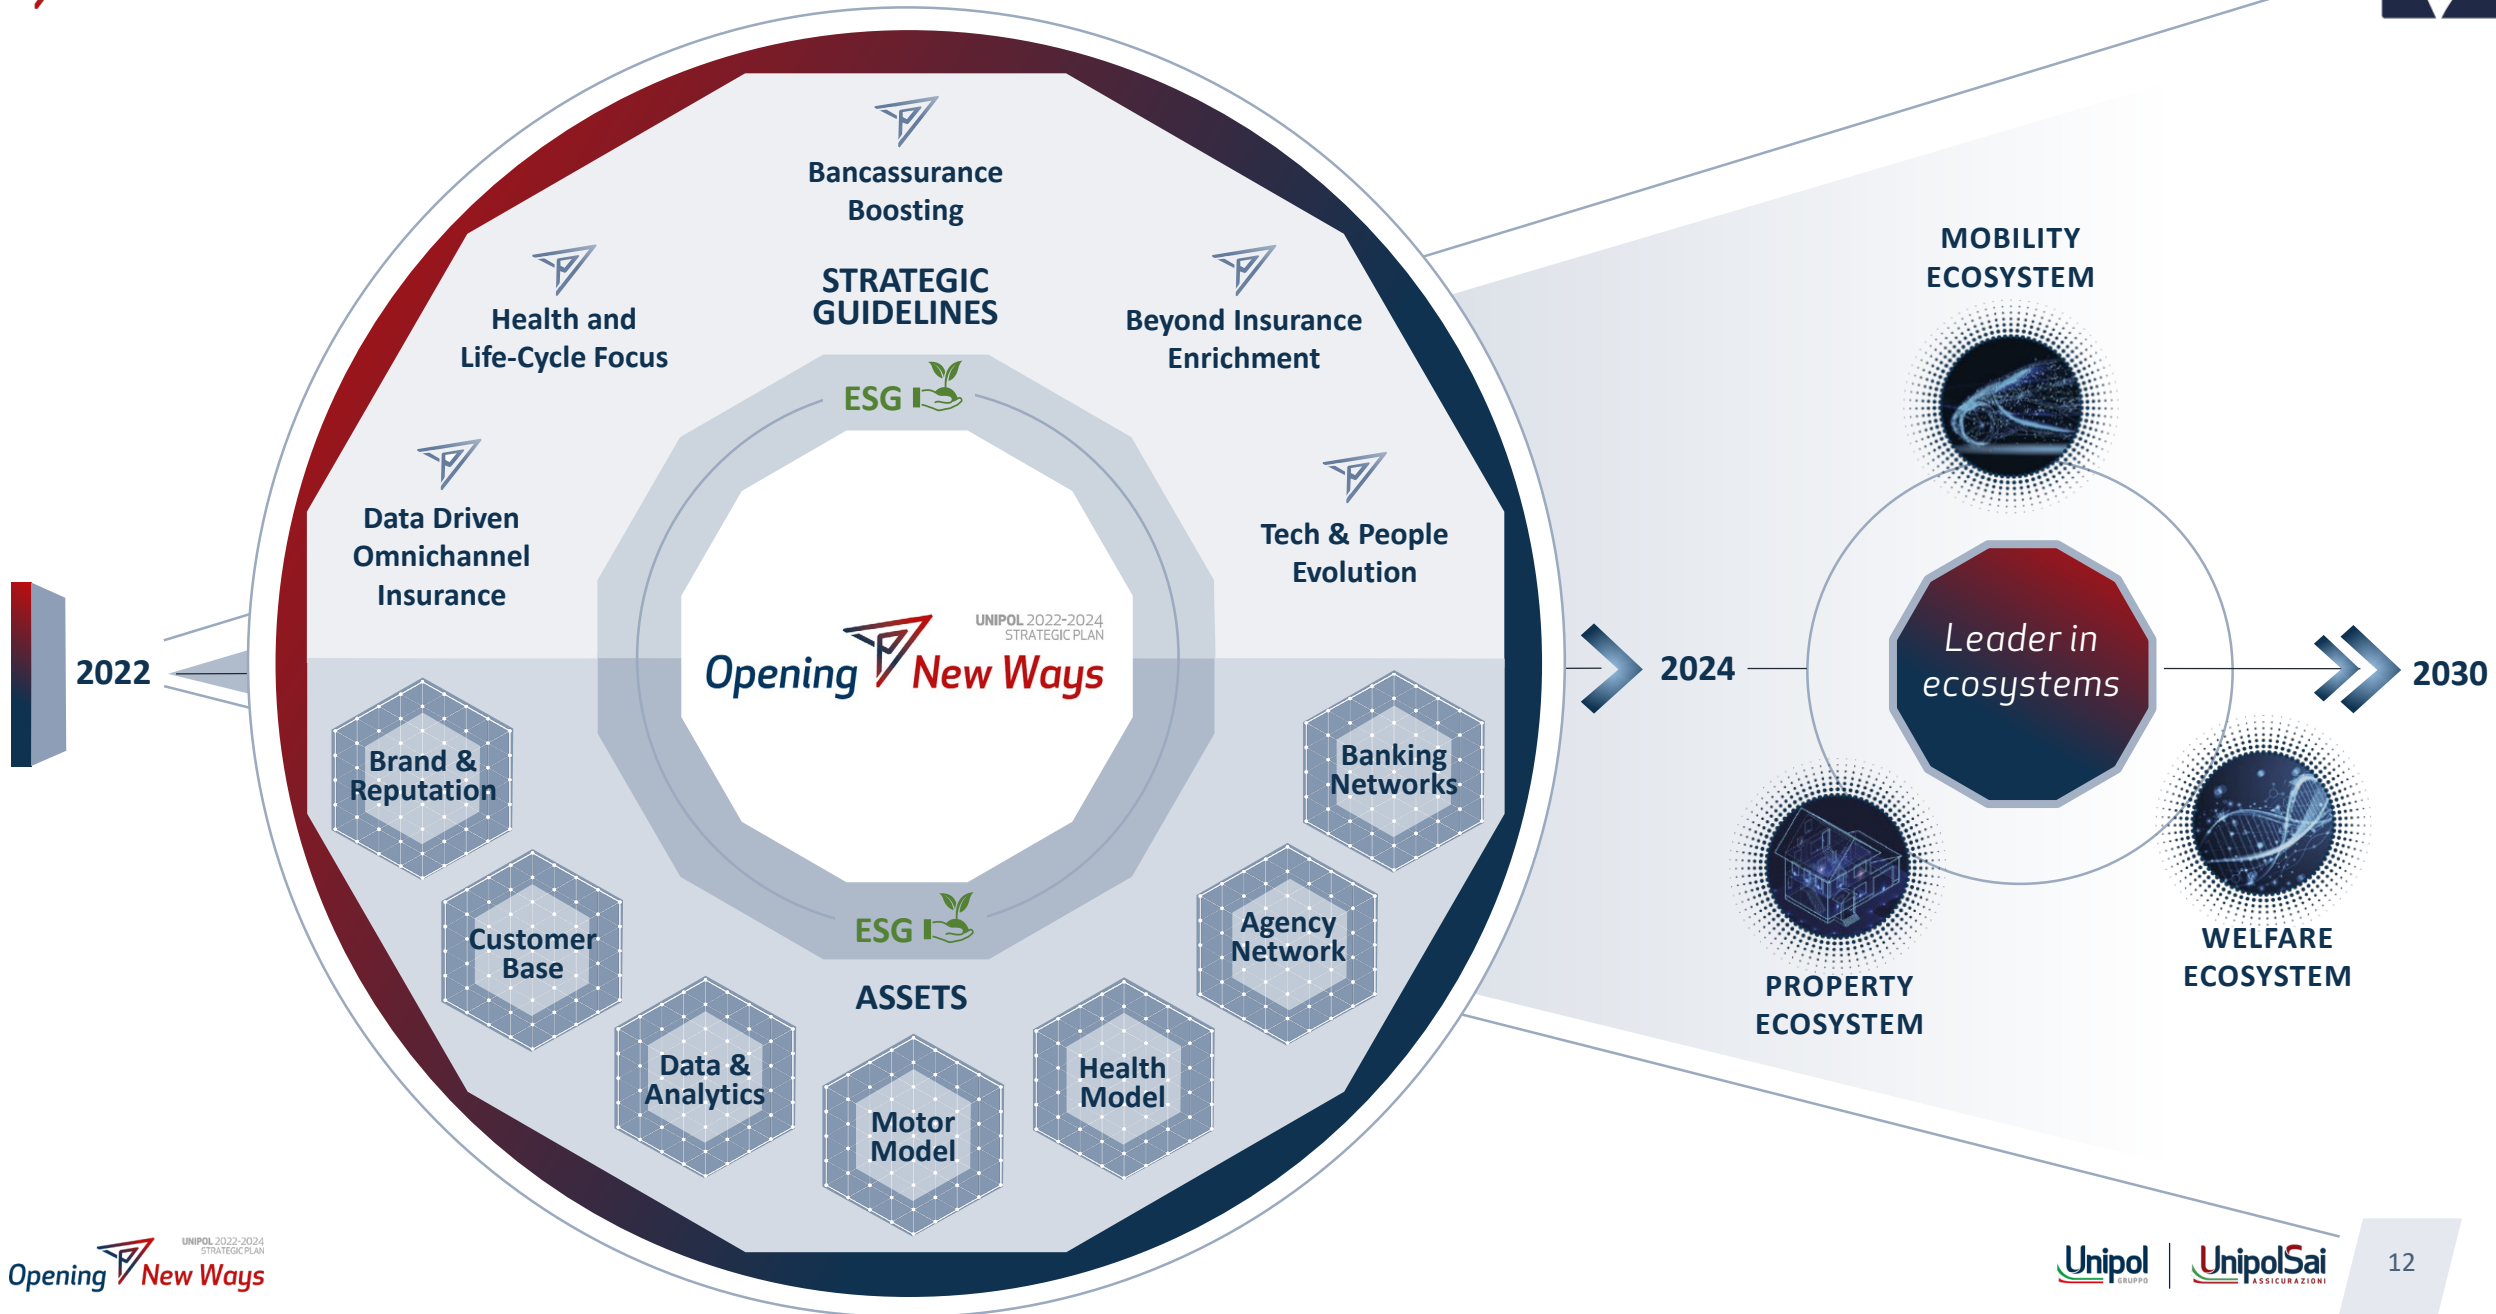 Bancassurance
Boosting
STRATEGIC
GUIDELINES
Health and
Life-Cycle Focus
Beyond Insurance
Enrichment
ESG
Data Driven
Omnichannel
Insurance
Tech & People
Evolution
UNIPOL 2022-2024
STRATEGIC PLAN
Opening New Ways
2022
Brand &
Reputation
Banking
Networks
Customer
Base
Agency
Network
ESG
ASSETS
Data &
Analytics
Health
Model
Motor
Model
2024
MOBILITY
ECOSYSTEM
Leader in
ecosystems
2030
PROPERTY
ECOSYSTEM
WELFARE
ECOSYSTEM
UNIPOL 2022-2024
STRATEGIC PLAN
Opening New Ways
Unipol
GRUPPO
UnipolSai
ASSICURAZIONI
12